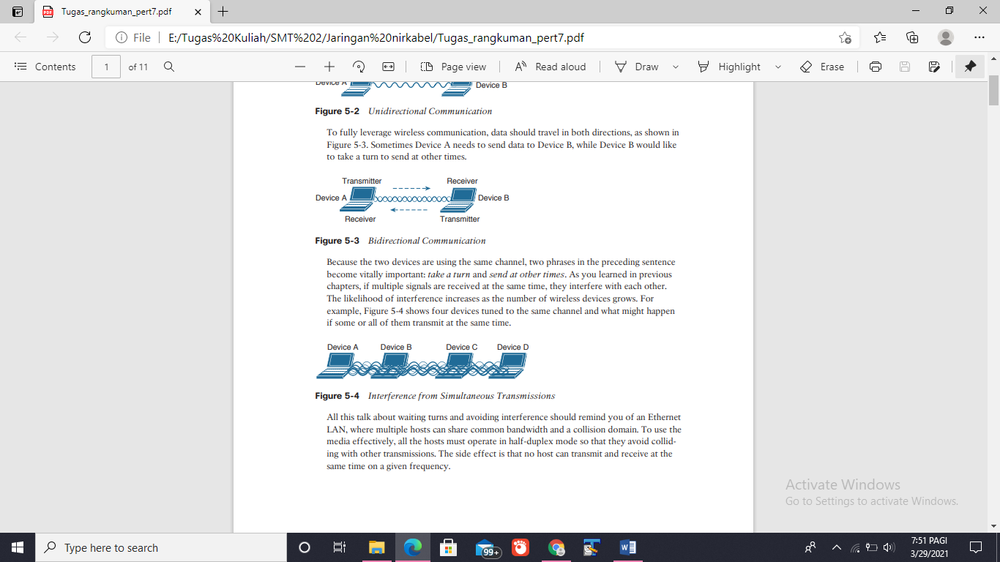 Tugas_rangkuman_pert7.pdf
File E:/Tugas%20Kuliah/SMT%202/Jaringan%20nirkabel/Tugas_rangkuman_pert7.pdf
Contents 1 of 11 Page view Read aloud Draw Highlight Erase
Device A Device B
Figure 5-2 Unidirectional Communication
To fully leverage wireless communication, data should travel in both directions, as shown in
Figure 5-3. Sometimes Device A needs to send data to Device B, while Device B would like
to take a turn to send at other times.
Transmitter Receiver
Device A Device B
Receiver Transmitter
Figure 5-3 Bidirectional Communication
Because the two devices are using the same channel, two phrases in the preceding sentence
become vitally important: take a turn and send at other times. As you learned in previous
chapters, if multiple signals are received at the same time, they interfere with each other.
The likelihood of interference increases as the number of wireless devices grows. For
example, Figure 5-4 shows four devices tuned to the same channel and what might happen
if some or all of them transmit at the same time.
Device A Device B Device C Device D
Figure 5-4 Interference from Simultaneous Transmissions
All this talk about waiting turns and avoiding interference should remind you of an Ethernet
LAN, where multiple hosts can share common bandwidth and a collision domain. To use the
media effectively, all the hosts must operate in half-duplex mode so that they avoid collid-
ing with other transmissions. The side effect is that no host can transmit and receive at the
same time on a given frequency.
Activate Windows
Go to Settings to activate Windows.
Type here to search
99+
7:51 PAGI
3/29/2021